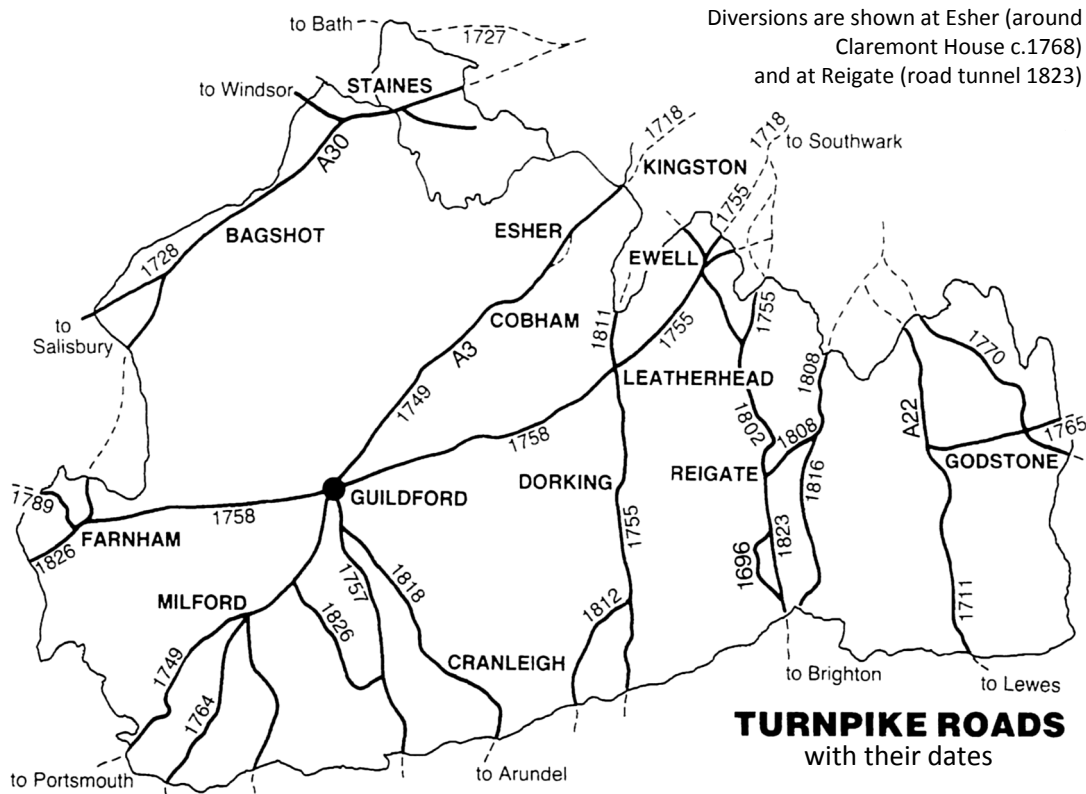 Diversions are shown at Esher (around
Claremont House c.1768)
and at Reigate (road tunnel 1823)
to Bath
1727
to Windsor
STAINES
A30
BAGSHOT
1728
to
Salisbury
1718
KINGSTON
1718
to Southwark
ESHER
1755
EWELL
COBHAM
1811
1755
1755
A3
LEATHERHEAD
1808
1770
1749
1758
1802
1808
A22
1765
GODSTONE
REIGATE
1816
DORKING
GUILDFORD
1789
1758
FARNHAM
1826
1755
1823
1696
1757
1818
1812
1711
MILFORD
1826
CRANLEIGH
1749
1764
to Portsmouth
to Arundel
to Brighton
to Lewes
TURNPIKE ROADS
with their dates